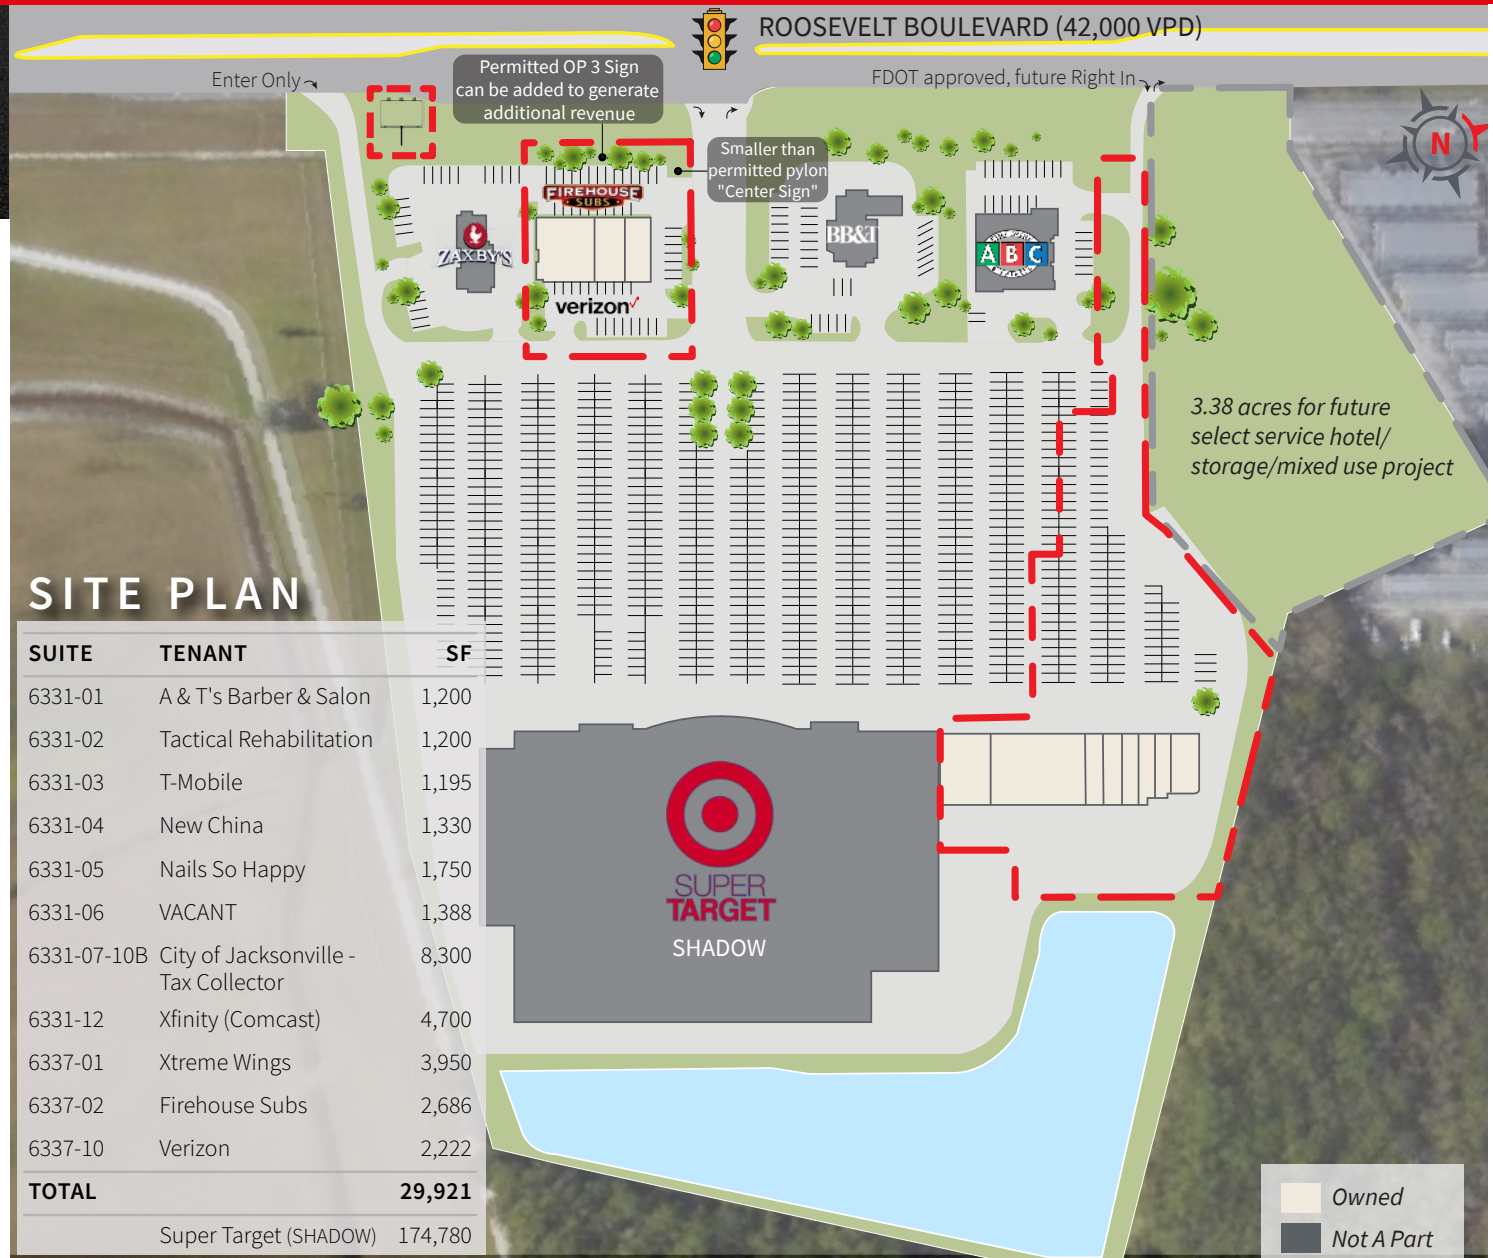 ROOSEVELT BOULEVARD (42,000 VPD)
Enter Only
Permitted OP 3 Sign
can be added to generate
additional revenue
FDOT approved, future Right In
N
Smaller than
permitted pylon
"Center Sign"
FIREHOUSE
SUBS
ZAXBY'S
BB&T
ABC
verizon
3.38 acres for future
select service hotel/
storage/mixed use project
SITE PLAN
SUITE TENANT SF
6331-01 A & T's Barber & Salon 1,200
6331-02 Tactical Rehabilitation 1,200
6331-03 T-Mobile 1,195
6331-04 New China 1,330
6331-05 Nails So Happy 1,750
6331-06 VACANT 1,388
6331-07-10B City of Jacksonville - 8,300
Tax Collector
6331-12 Xfinity (Comcast) 4,700
6337-01 Xtreme Wings 3,950
6337-02 Firehouse Subs 2,686
6337-10 Verizon 2,222
TOTAL 29,921
Super Target (SHADOW) 174,780
SUPER
TARGET
SHADOW
Owned
Not A Part